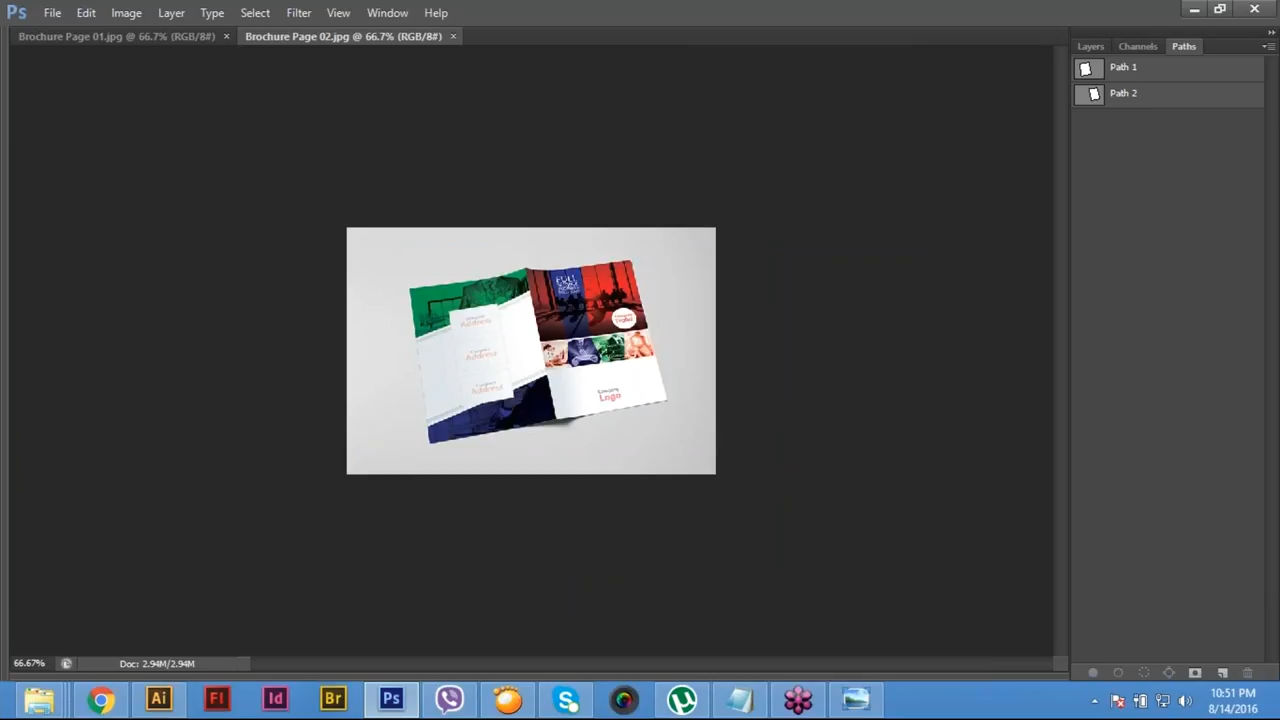 Ps File Edit Image Layer Type Select Filter View Window Help
Brochure Page 01.jpg @ 66.7% (RGB/8#) × Brochure Page 02.jpg @ 66.7% (RGB/8#) ×
Layers Channels Paths
Path 1
Path 2
FULL
Address
Address
Address
Company
Logo
66.67% Doc: 2.94M/2.94M
Ai Fl Id Br Ps
10:51 PM
8/14/2016